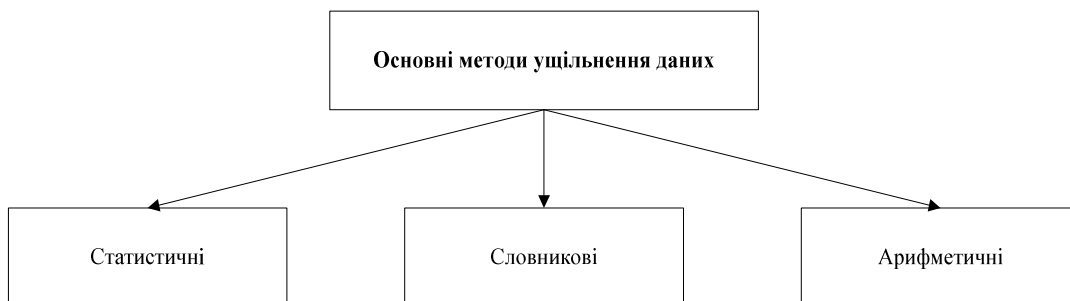 Основні методи ущільнення даних
Статистичні
Словникові
Арифметичні